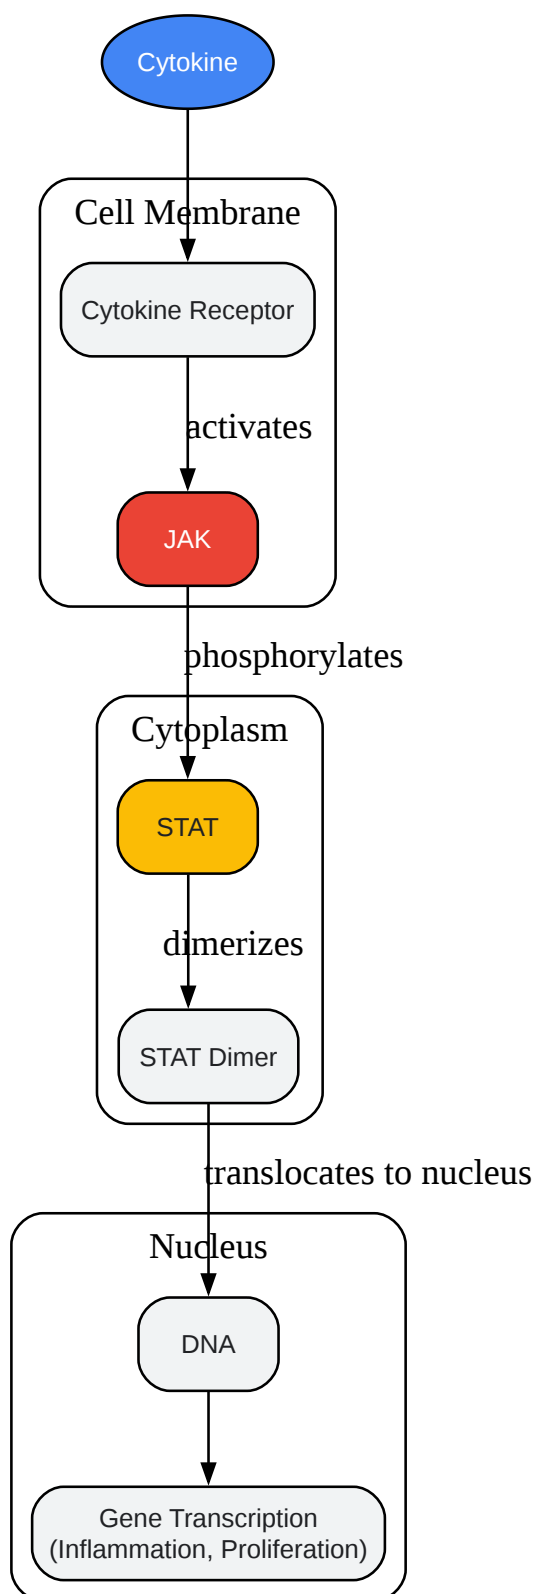 Cytokine
Cell Membrane
Cytokine Receptor
activates
JAK
phosphorylates
Cytoplasm
STAT
dimerizes
STAT Dimer
translocates to nucleus
Nucleus
DNA
Gene Transcription
(Inflammation, Proliferation)